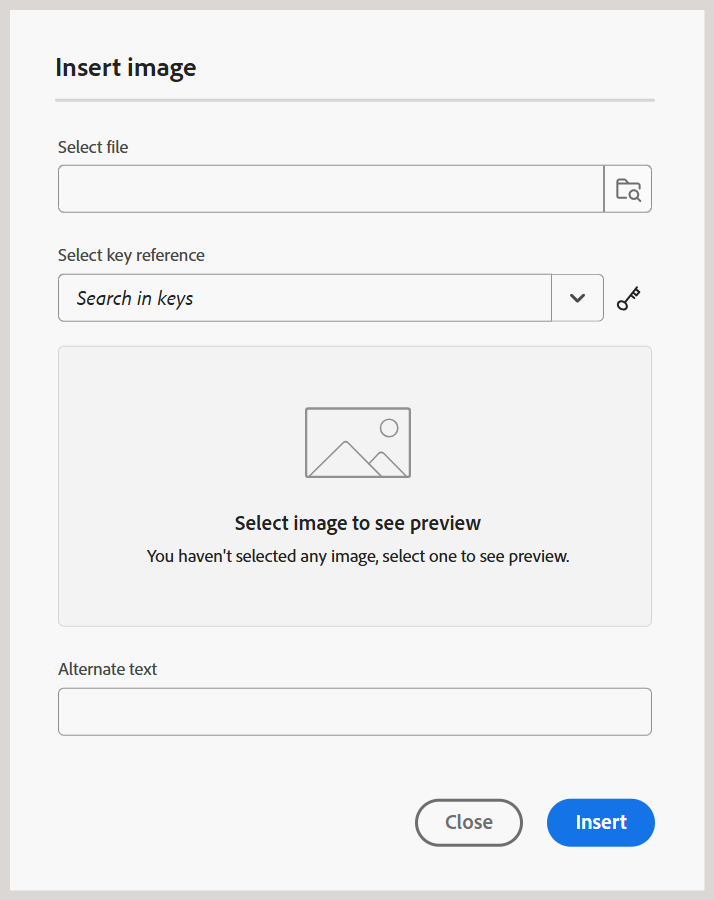 Insert image
Select file
Select key reference
Search in keys
Select image to see preview
You haven't selected any image, select one to see preview.
Alternate text
Close
Insert